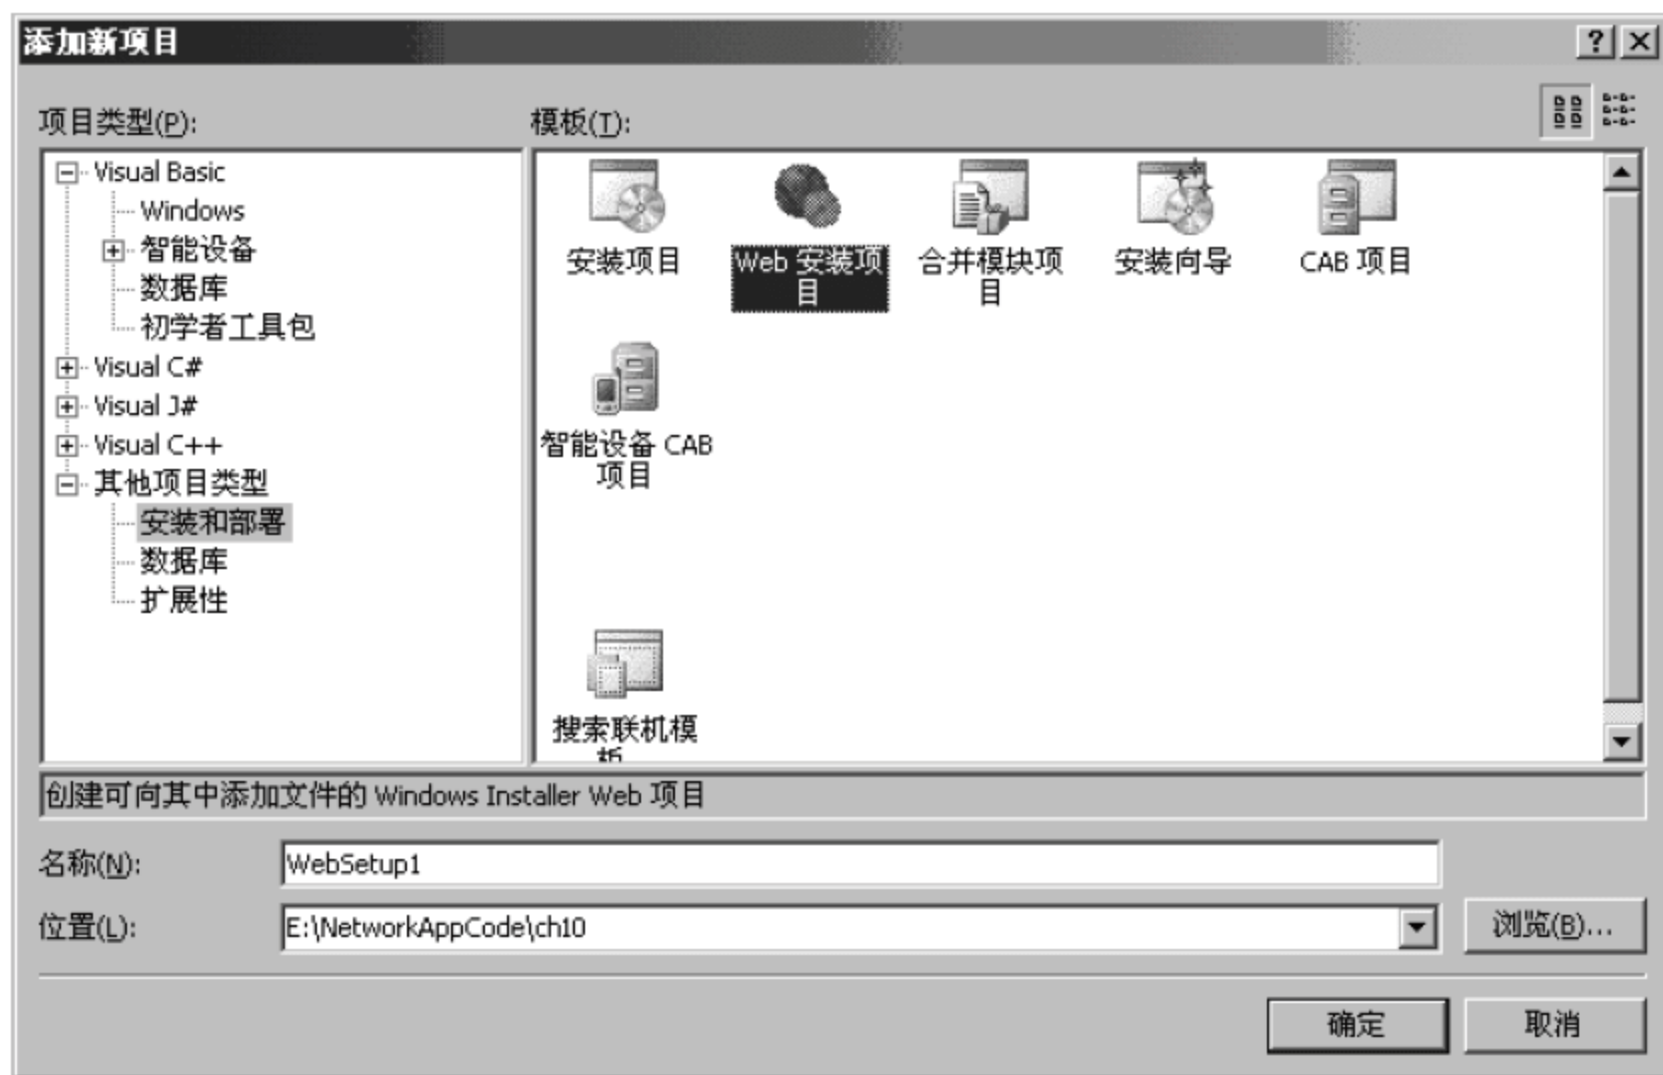 添加新项目
项目类型(P):
模板(T):
Visual Basic
Windows
智能设备
数据库
初学者工具包
Visual C#
Visual J#
Visual C++
其他项目类型
安装和部署
数据库
扩展性
安装项目
Web 安装项
目
合并模块项
目
安装向导
CAB 项目
智能设备 CAB
项目
搜索联机模
板
创建可向其中添加文件的 Windows Installer Web 项目
名称(N):
WebSetup1
位置(L):
E:\NetworkAppCode\ch10
浏览(B)...
确定
取消